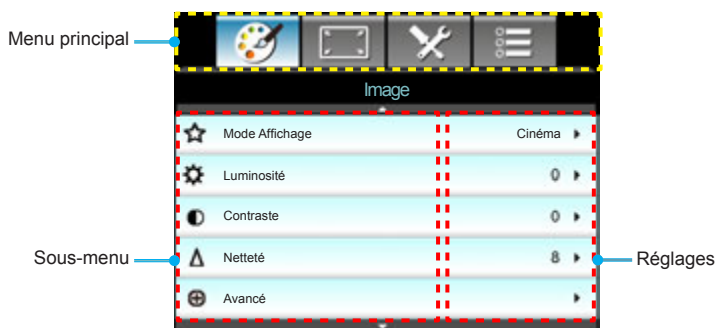 Menu principal
Image
Mode Affichage Cinéma
Luminosité 0
Contraste 0
Sous-menu Netteté 8 Réglages
Avancé